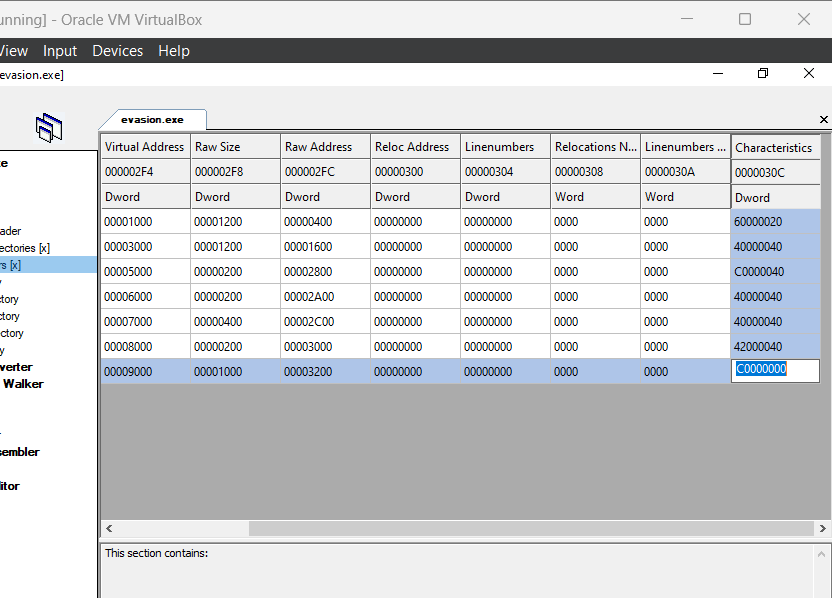 unning] - Oracle VM VirtualBox
View Input Devices Help
evasion.exe]
evasion.exe
te
ader
ectories [x]
rs [x]
y
ctory
ctory
ectory
y
verter
Walker
sembler
itor
Virtual Address Raw Size Raw Address Reloc Address Linenumbers Relocations N... Linenumbers ... Characteristics
000002F4 000002F8 000002FC 00000300 00000304 00000308 0000030A 0000030C
Dword Dword Dword Dword Dword Word Word Dword
00001000 00001200 00000400 00000000 00000000 0000 0000 60000020
00003000 00001200 00001600 00000000 00000000 0000 0000 40000040
00005000 00000200 00002800 00000000 00000000 0000 0000 C0000040
00006000 00000200 00002A00 00000000 00000000 0000 0000 40000040
00007000 00000400 00002C00 00000000 00000000 0000 0000 40000040
00008000 00000200 00003000 00000000 00000000 0000 0000 42000040
00009000 00001000 00003200 00000000 00000000 0000 0000 C0000000
This section contains: